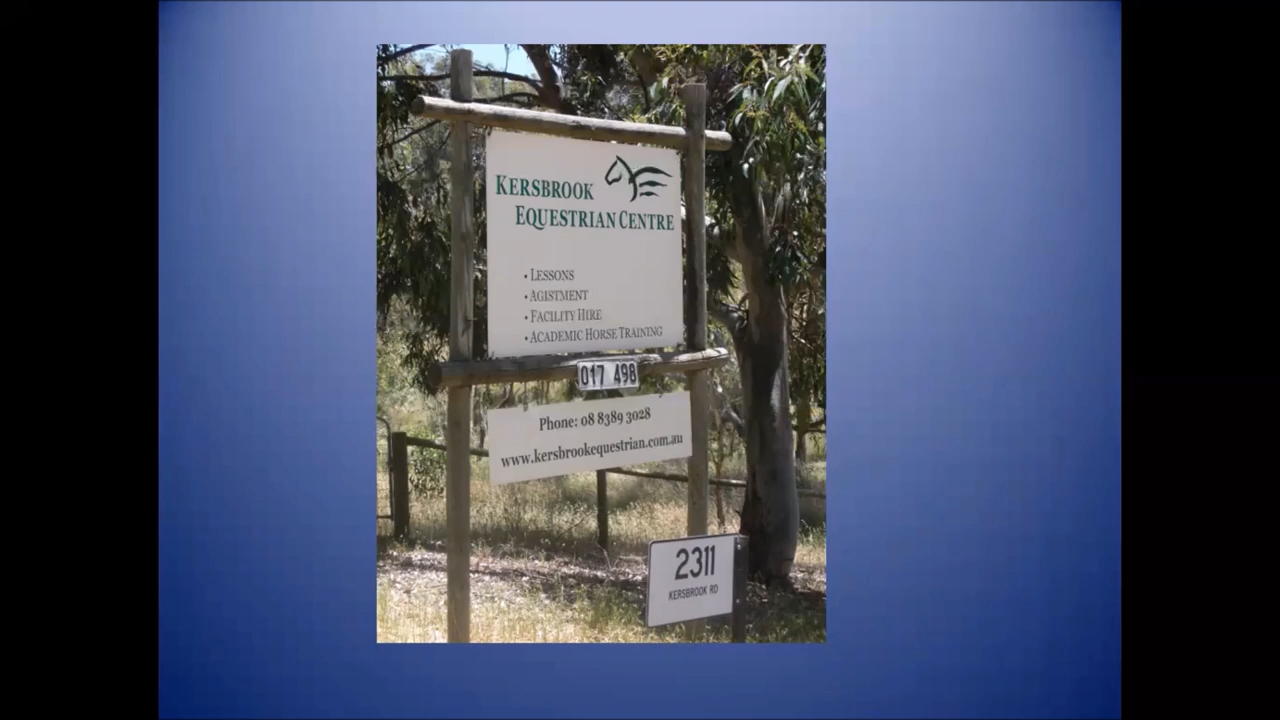 KERSBROOK
EQUESTRIAN CENTRE
• LESSONS
• AGISTMENT
• FACILITY HIRE
• ACADEMIC HORSE TRAINING
017 498
Phone: 08 8389 3028
www.kersbrookequestrian.com.au
2311
KERSBROOK RD